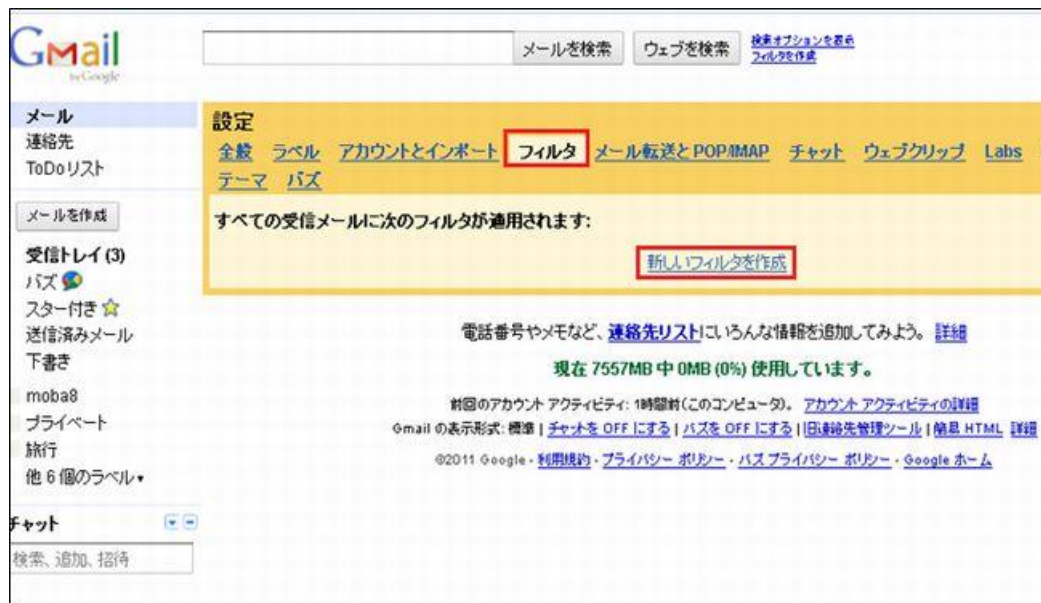 Gmail
by Google
メールを検索 ウェブを検索 検索オプションを表示
フィルタを作成
メール
連絡先
ToDoリスト
メールを作成
受信トレイ (3)
バズ
スター付き
送信済みメール
下書き
moba8
プライベート
旅行
他 6 個のラベル▼
チャット
検索、追加、招待
設定
全般 ラベル アカウントとインポート フィルタ メール転送と POP/IMAP チャット ウェブクリップ Labs
テーマ バズ
すべての受信メールに次のフィルタが適用されます:
新しいフィルタを作成
電話番号やメモなど、連絡先リストにいろんな情報を追加してみよう。 詳細
現在 7557MB 中 0MB (0%) 使用しています。
前回のアカウント アクティビティ: 1時間前(このコンピュータ)。 アカウント アクティビティの詳細
Gmail の表示形式: 標準 | チャットを OFF にする | バズを OFF にする | 旧連絡先管理ツール | 簡易 HTML 詳細
©2011 Google - 利用規約 - プライバシー ポリシー - バズ プライバシー ポリシー - Google ホーム